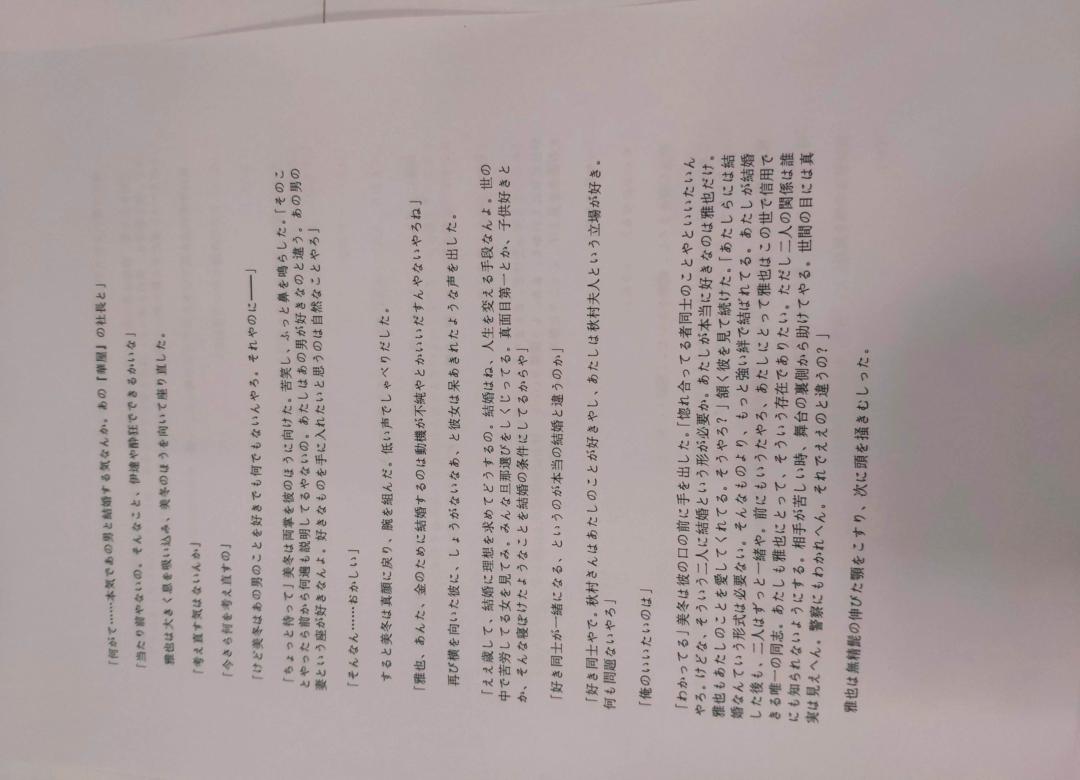 「何がて……本気であの男と結婚する気なんか。あの『華屋』の社長と」
「当たり前やないの。そんなこと、伊達や酔狂でできるかいな」
雅也は大きく息を吸い込み、美冬のほうを向いて座り直した。
「考え直す気はないんか」
「今さら何を考え直すの」
「けど美冬はあの男のことを好きでも何でもないんやろ。それやのに――」
「ちょっと待って」美冬は両掌を彼のほうに向けた。苦笑し、ふっと鼻を鳴らした。「そのこ
とやったら前から何遍も説明してるやないの。あたしはあの男が好きなのと違う。あの男の
妻という座が好きなんよ。好きなものを手に入れたいと思うのは自然なことやろ」
「そんなん……おかしい」
すると美冬は真顔に戻り、腕を組んだ。低い声でしゃべりだした。
「雅也、あんた、金のために結婚するのは動機が不純やとかいいだすんやないやろね」
再び横を向いた彼に、しょうがないなあ、と彼女は呆あきれたような声を出した。
「ええ歳して、結婚に理想を求めてどうするの。結婚はね、人生を変える手段なんよ。世の
中で苦労してる女を見てみ。みんな旦那選びをしくじってる。真面目第一とか、子供好きと
か、そんな寝ぼけたようなことを結婚の条件にしてるからや」
「好き同士が一緒になる、というのが本当の結婚と違うのか」
「好き同士やで。秋村さんはあたしのことが好きやし、あたしは秋村夫人という立場が好き。
何も問題ないやろ」
「俺のいいたいのは」
「わかってる」美冬は彼の口の前に手を出した。「惚れ合ってる者同士のことやといいたいん
やろ。けどな、そういう二人に結婚という形が必要か。あたしが本当に好きなのは雅也だけ。
雅也もあたしのことを愛してくれてる。そうやろ?」頷く彼を見て続けた。「あたしらには結
婚なんていう形式は必要ない。そんなものより、もっと強い絆で結ばれてる。あたしが結婚
した後も、二人はずっと一緒や。前にもいうたやろ、あたしにとって雅也はこの世で信用で
きる唯一の同志。あたしも雅也にとって、そういう存在でありたい。ただし二人の関係は誰
にも知られないようにする。相手が苦しい時、舞台の裏側から助けてやる。世間の目には真
実は見えへん。警察にもわかれへん。それでええのと違うの?」
雅也は無精髭の伸びた顎をこすり、次に頭を掻きむしった。